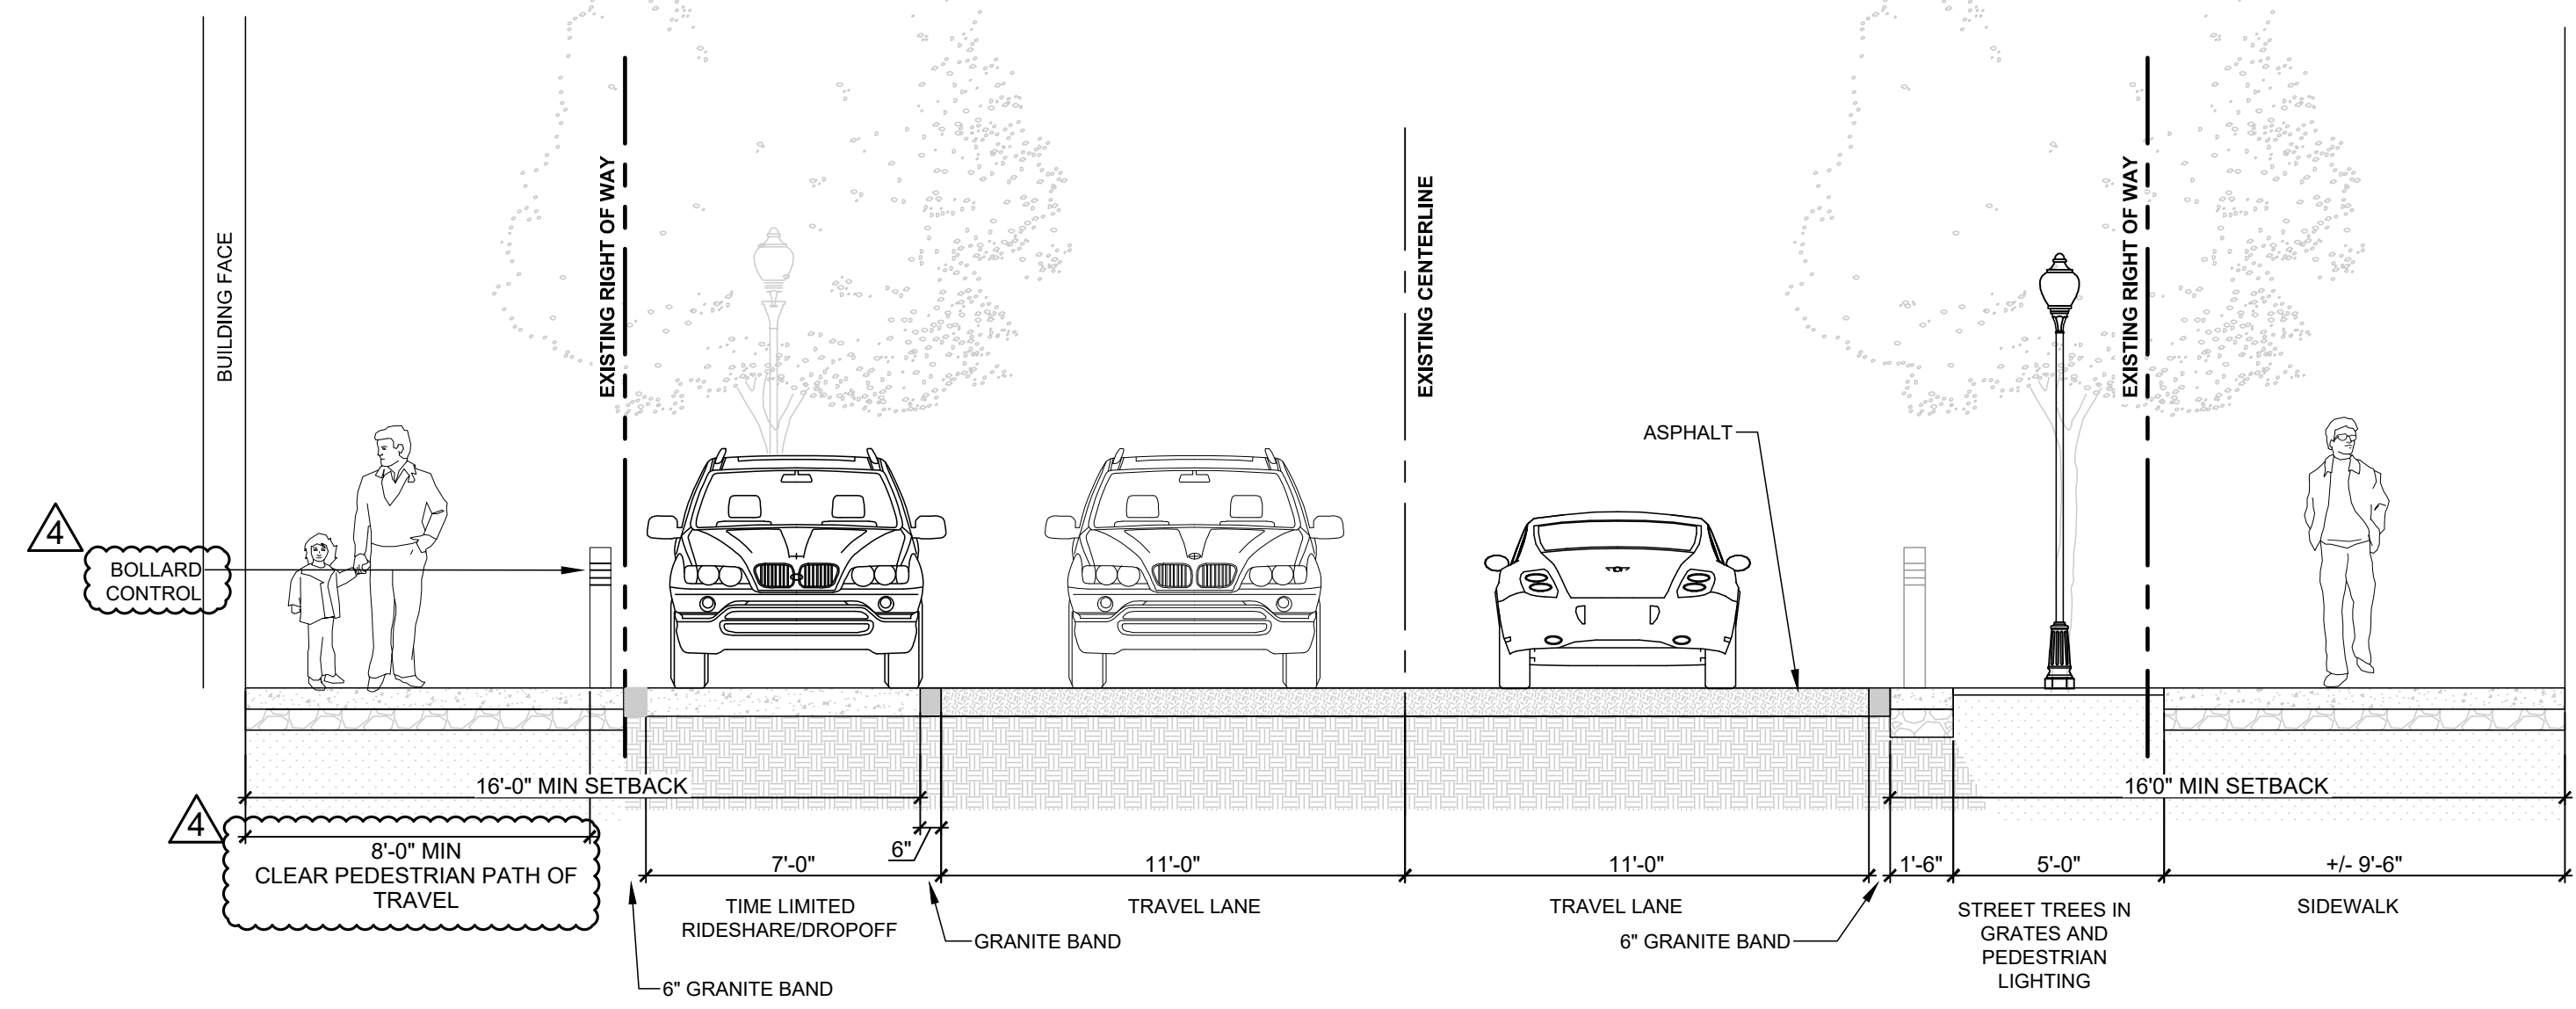 BUILDING FACE
EXISTING RIGHT OF WAY
EXISTING CENTERLINE
EXISTING RIGHT OF WAY
ASPHALT
4
BOLLARD
CONTROL
16'-0" MIN SETBACK
16'0" MIN SETBACK
4
8'-0" MIN
CLEAR PEDESTRIAN PATH OF
TRAVEL
6"
7'-0"
11'-0"
11'-0"
1'-6"
5'-0"
+/- 9'-6"
TIME LIMITED
RIDESHARE/DROPOFF
TRAVEL LANE
TRAVEL LANE
STREET TREES IN
GRATES AND
PEDESTRIAN
LIGHTING
SIDEWALK
GRANITE BAND
6" GRANITE BAND
6" GRANITE BAND